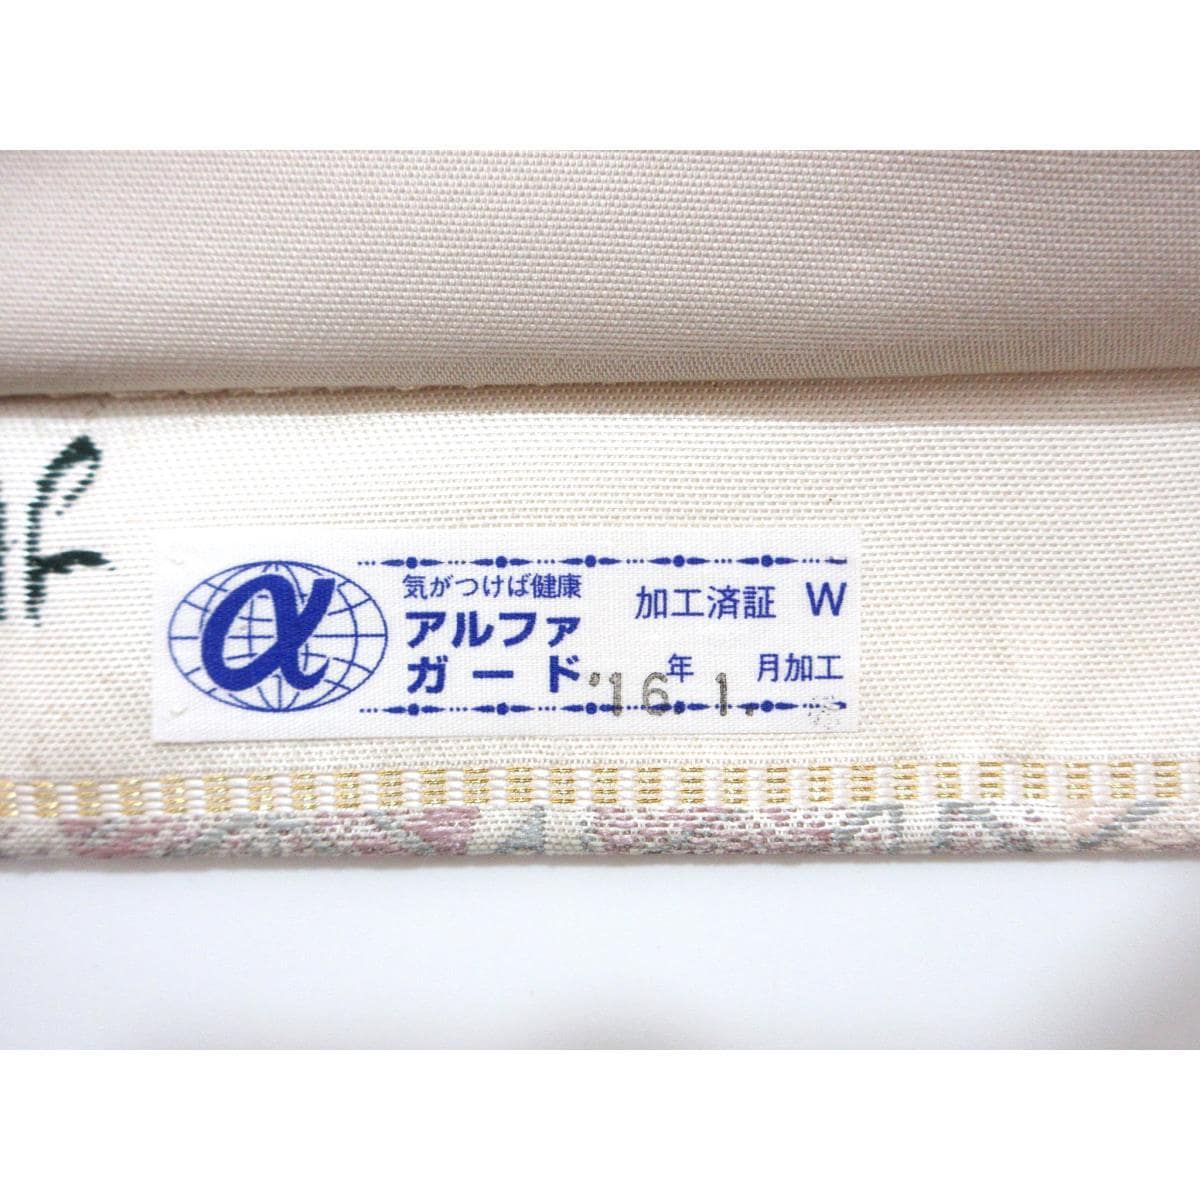 α
気がつけば健康
アルファ
ガード
加工済証 W
年 月加工
'16.1.